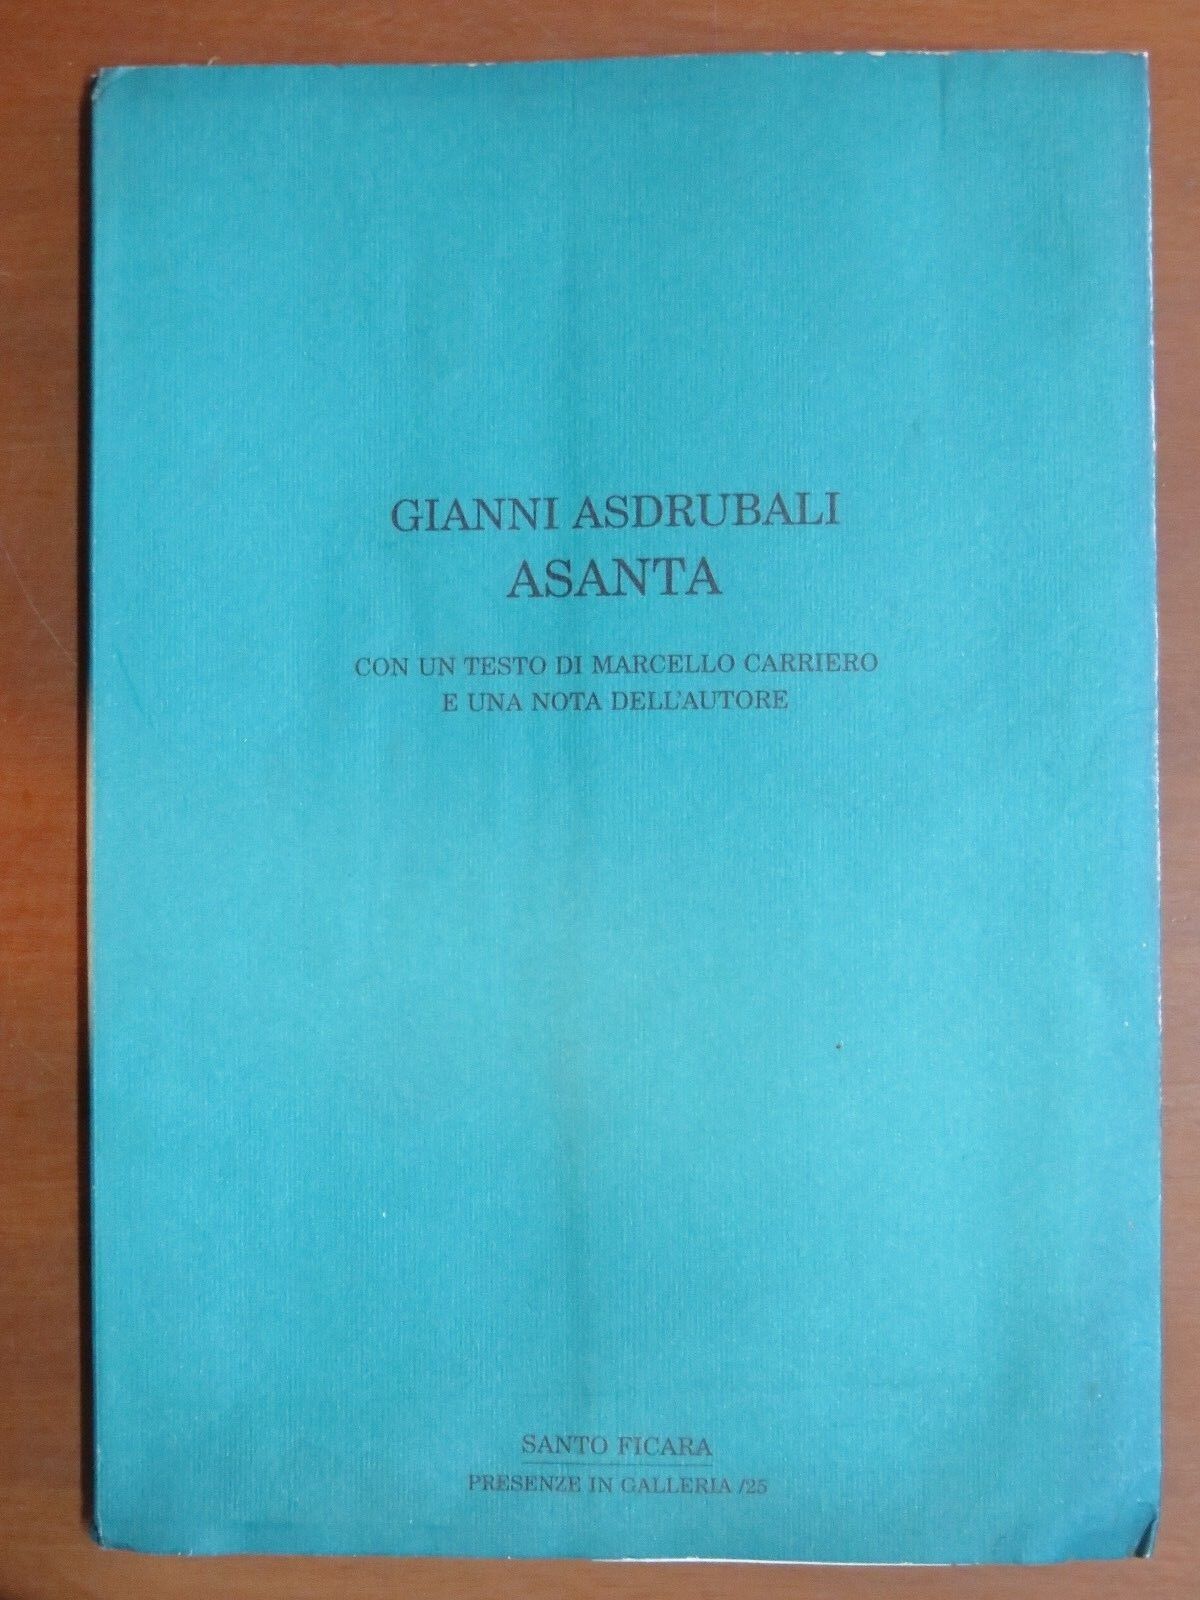 GIANNI ASDRUBALI
ASANTA
CON UN TESTO DI MARCELLO CARRIERO
E UNA NOTA DELL'AUTORE
SANTO FICARA
PRESENZE IN GALLERIA /25